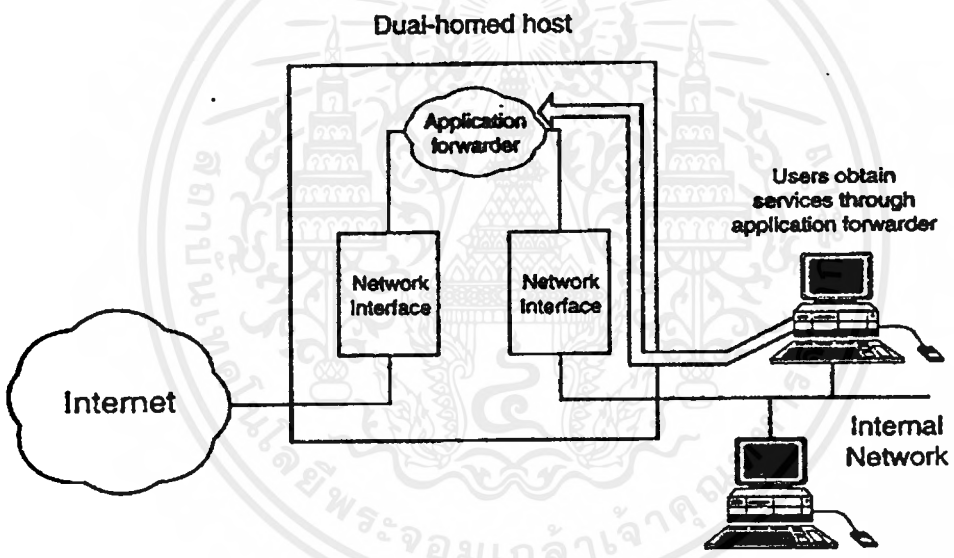 Dual-homed host
Application
forwarder
Users obtain
services through
application forwarder
Network
Interface
Network
Interface
Internet
Internal
Network